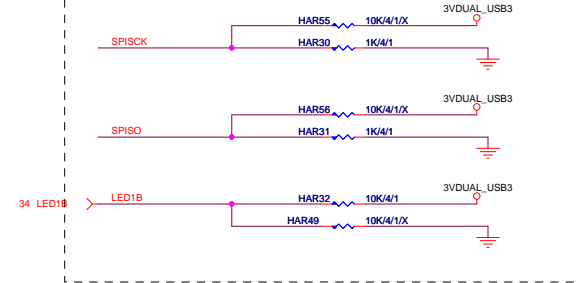 3VDUAL_USB3
HAR55 10K/4/1/X
SPISCK HAR30 1K/4/1
3VDUAL_USB3
HAR56 10K/4/1/X
SPISO HAR31 1K/4/1
3VDUAL_USB3
34 LED1B LED1B HAR32 10K/4/1
HAR49 10K/4/1/X